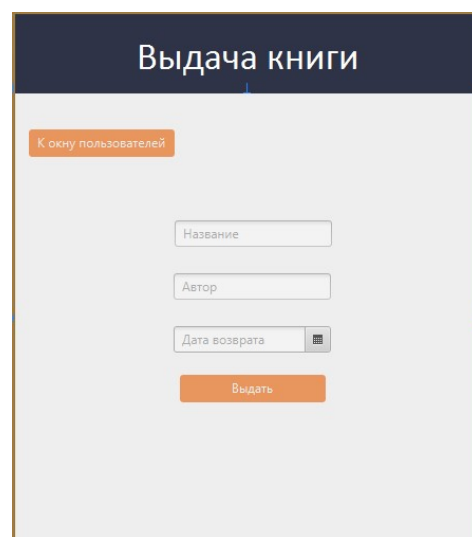 Выдача книги
К окну пользователей
Название
Автор
Дата возврата
Выдать